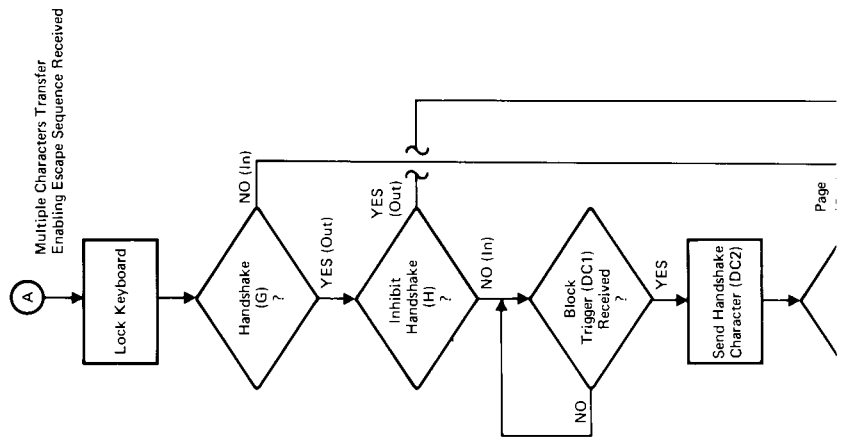 A
Multiple Characters Transfer
Enabling Escape Sequence Received
Lock Keyboard
Handshake
(G)
?
NO (In)
YES (Out)
Inhibit
Handshake
(H)
?
YES
(Out)
NO (In)
Block
Trigger (DC1)
Received
?
NO
YES
Send Handshake
Character (DC2)
Page